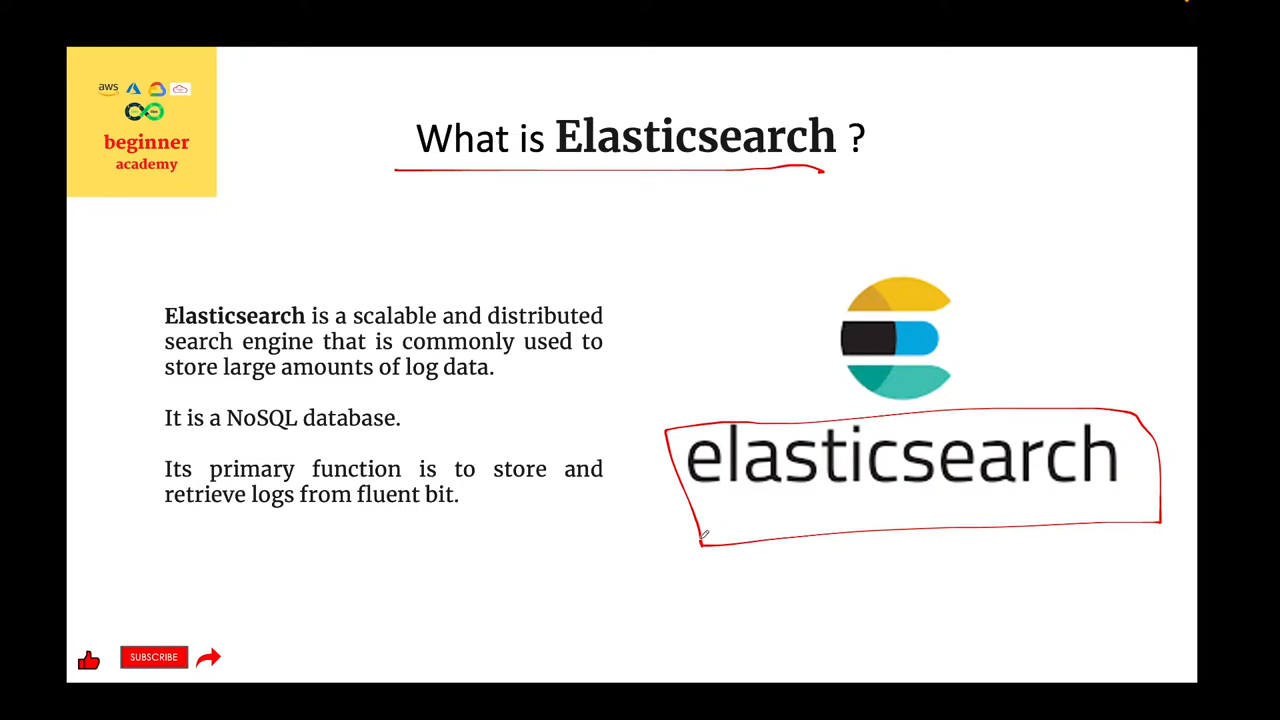 aws
beginner
academy
What is Elasticsearch ?
Elasticsearch is a scalable and distributed
search engine that is commonly used to
store large amounts of log data.
It is a NoSQL database.
Its primary function is to store and
retrieve logs from fluent bit.
elasticsearch
SUBSCRIBE